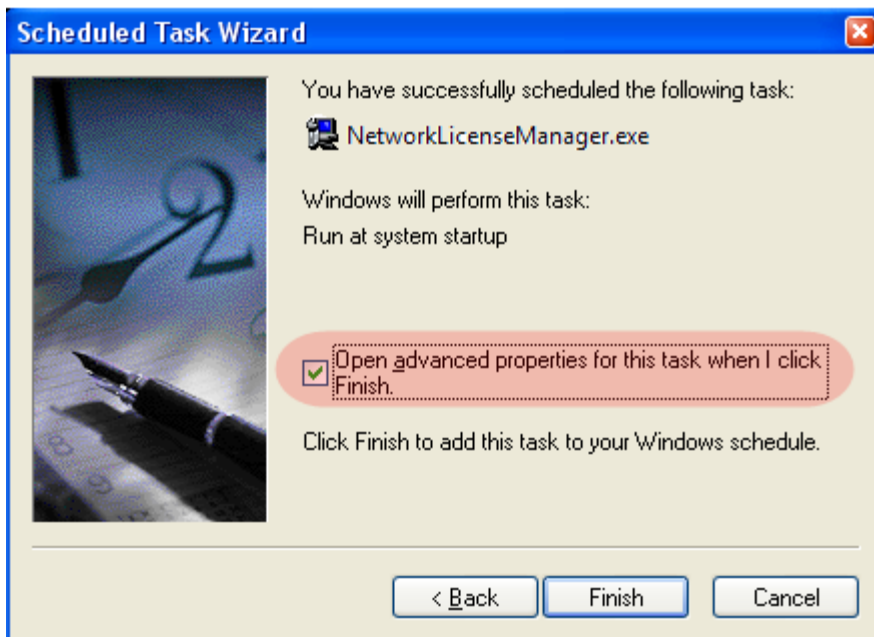 Scheduled Task Wizard
You have successfully scheduled the following task:
NetworkLicenseManager.exe
Windows will perform this task:
Run at system startup
Open advanced properties for this task when I click
Finish.
Click Finish to add this task to your Windows schedule.
< Back
Finish
Cancel
2